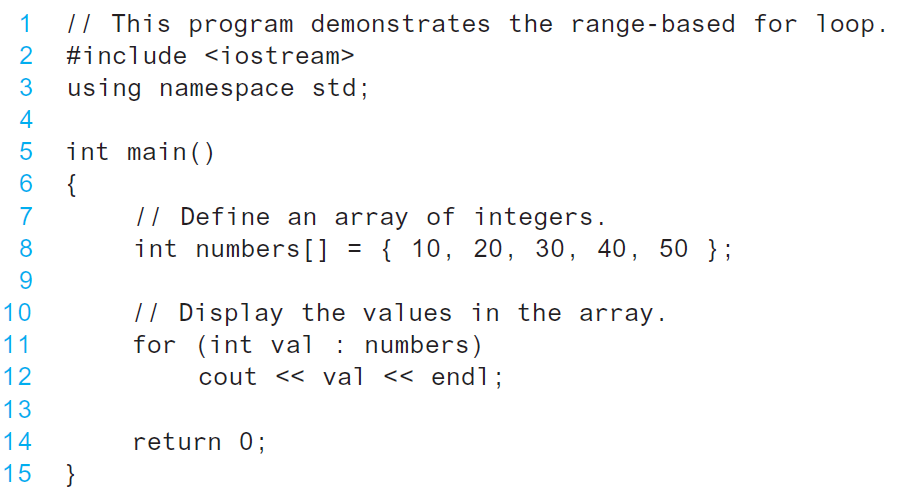 1 // This program demonstrates the range-based for loop.
2 #include <iostream>
3 using namespace std;
4
5 int main()
6 {
7 // Define an array of integers.
8 int numbers[] = { 10, 20, 30, 40, 50 };
9
10 // Display the values in the array.
11 for (int val : numbers)
12 cout << val << endl;
13
14 return 0;
15 }